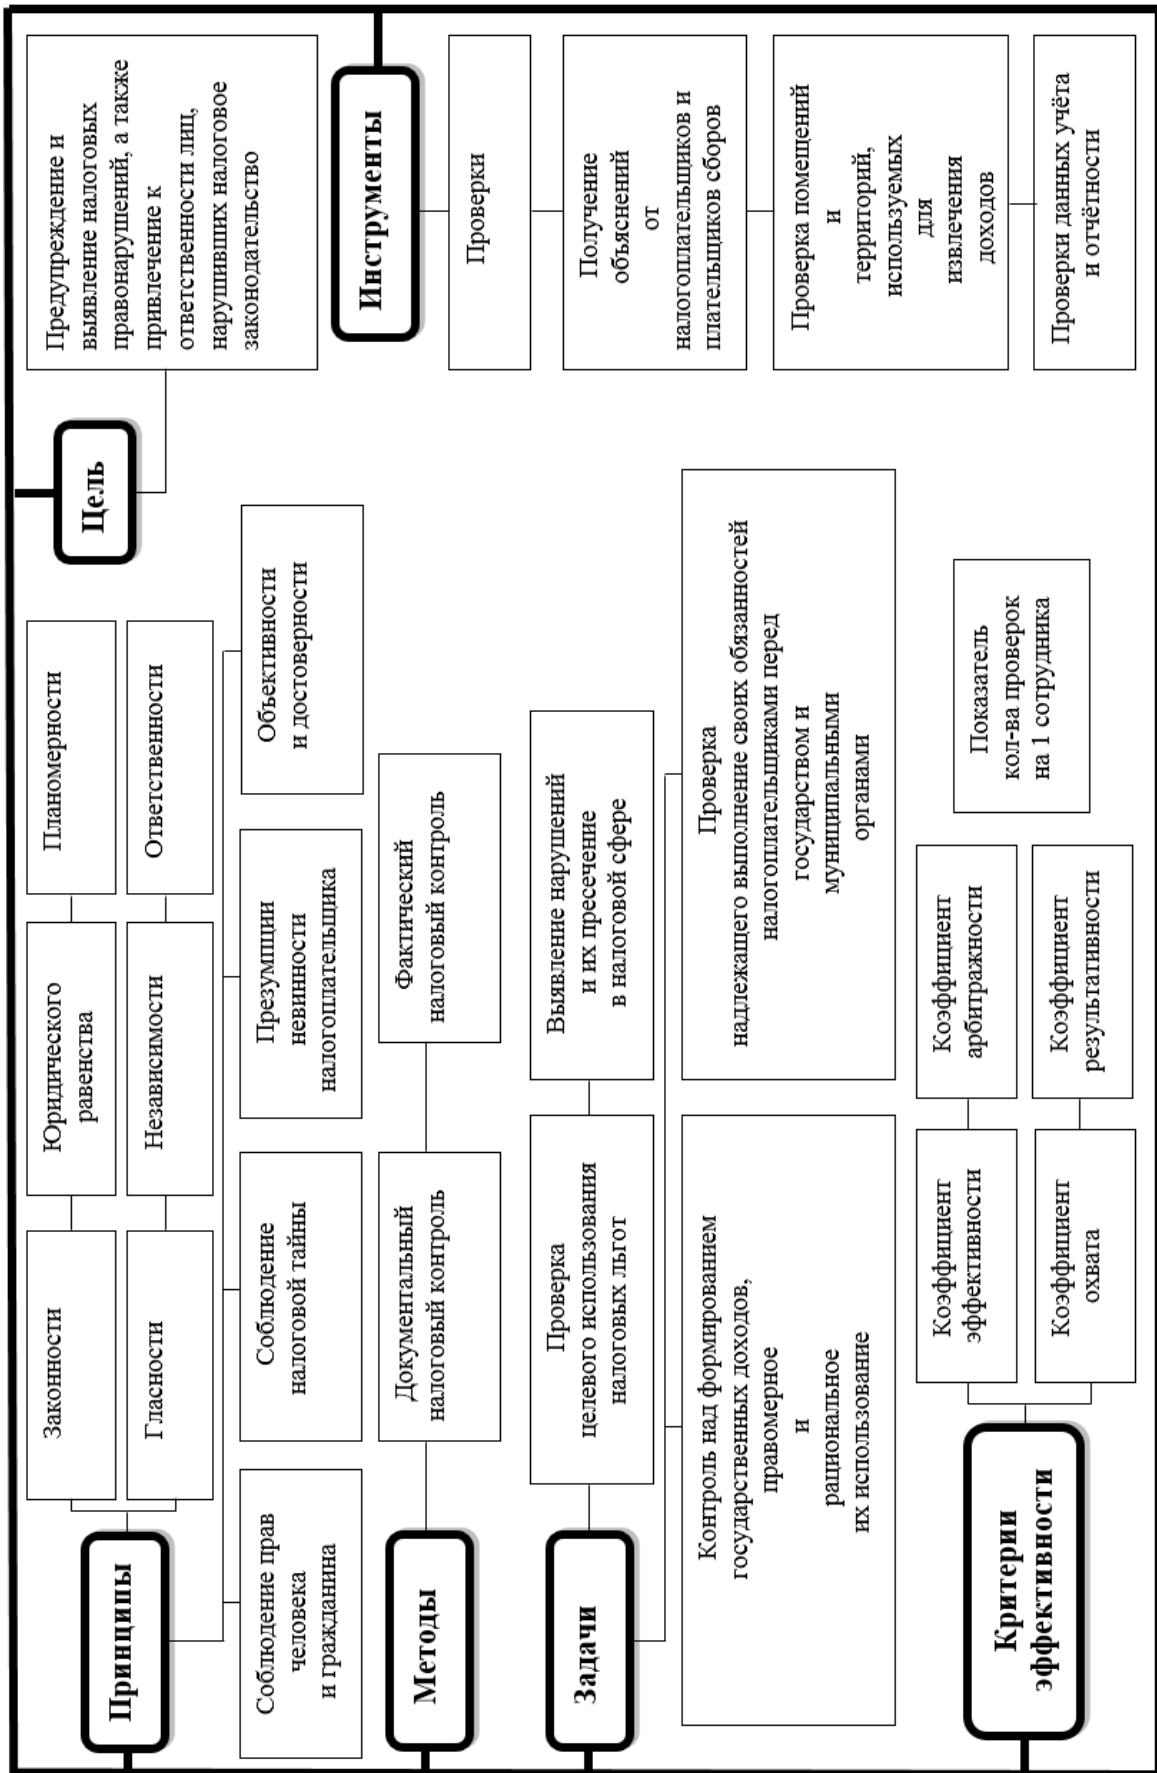 Принципы
Законности
Юридического
равенства
Планомерности
Гласности
Независимости
Ответственности
Соблюдение прав
человека
и гражданина
Соблюдение
налоговой тайны
Презумпции
невинности
налогоплательщика
Объективности
и достоверности
Цель
Предупреждение и
выявление налоговых
правонарушений, а также
привлечение к
ответственности лиц,
нарушивших налоговое
законодательство
Методы
Документальный
налоговый контроль
Фактический
налоговый контроль
Инструменты
Проверки
Получение
объяснений
от
налогоплательщиков и
плательщиков сборов
Проверка помещений
и
территорий,
используемых
для
извлечения
доходов
Проверки данных учёта
и отчётности
Задачи
Проверка
целевого использования
налоговых льгот
Выявление нарушений
и их пресечение
в налоговой сфере
Контроль над формированием
государственных доходов,
правомерное
и
рациональное
их использование
Проверка
надлежащего выполнение своих обязанностей
налогоплательщиками перед
государством и
муниципальными
органами
Критерии
эффективности
Коэффициент
эффективности
Коэффициент
арбитражности
Коэффициент
охвата
Коэффициент
результативности
Показатель
кол-ва проверок
на 1 сотрудника